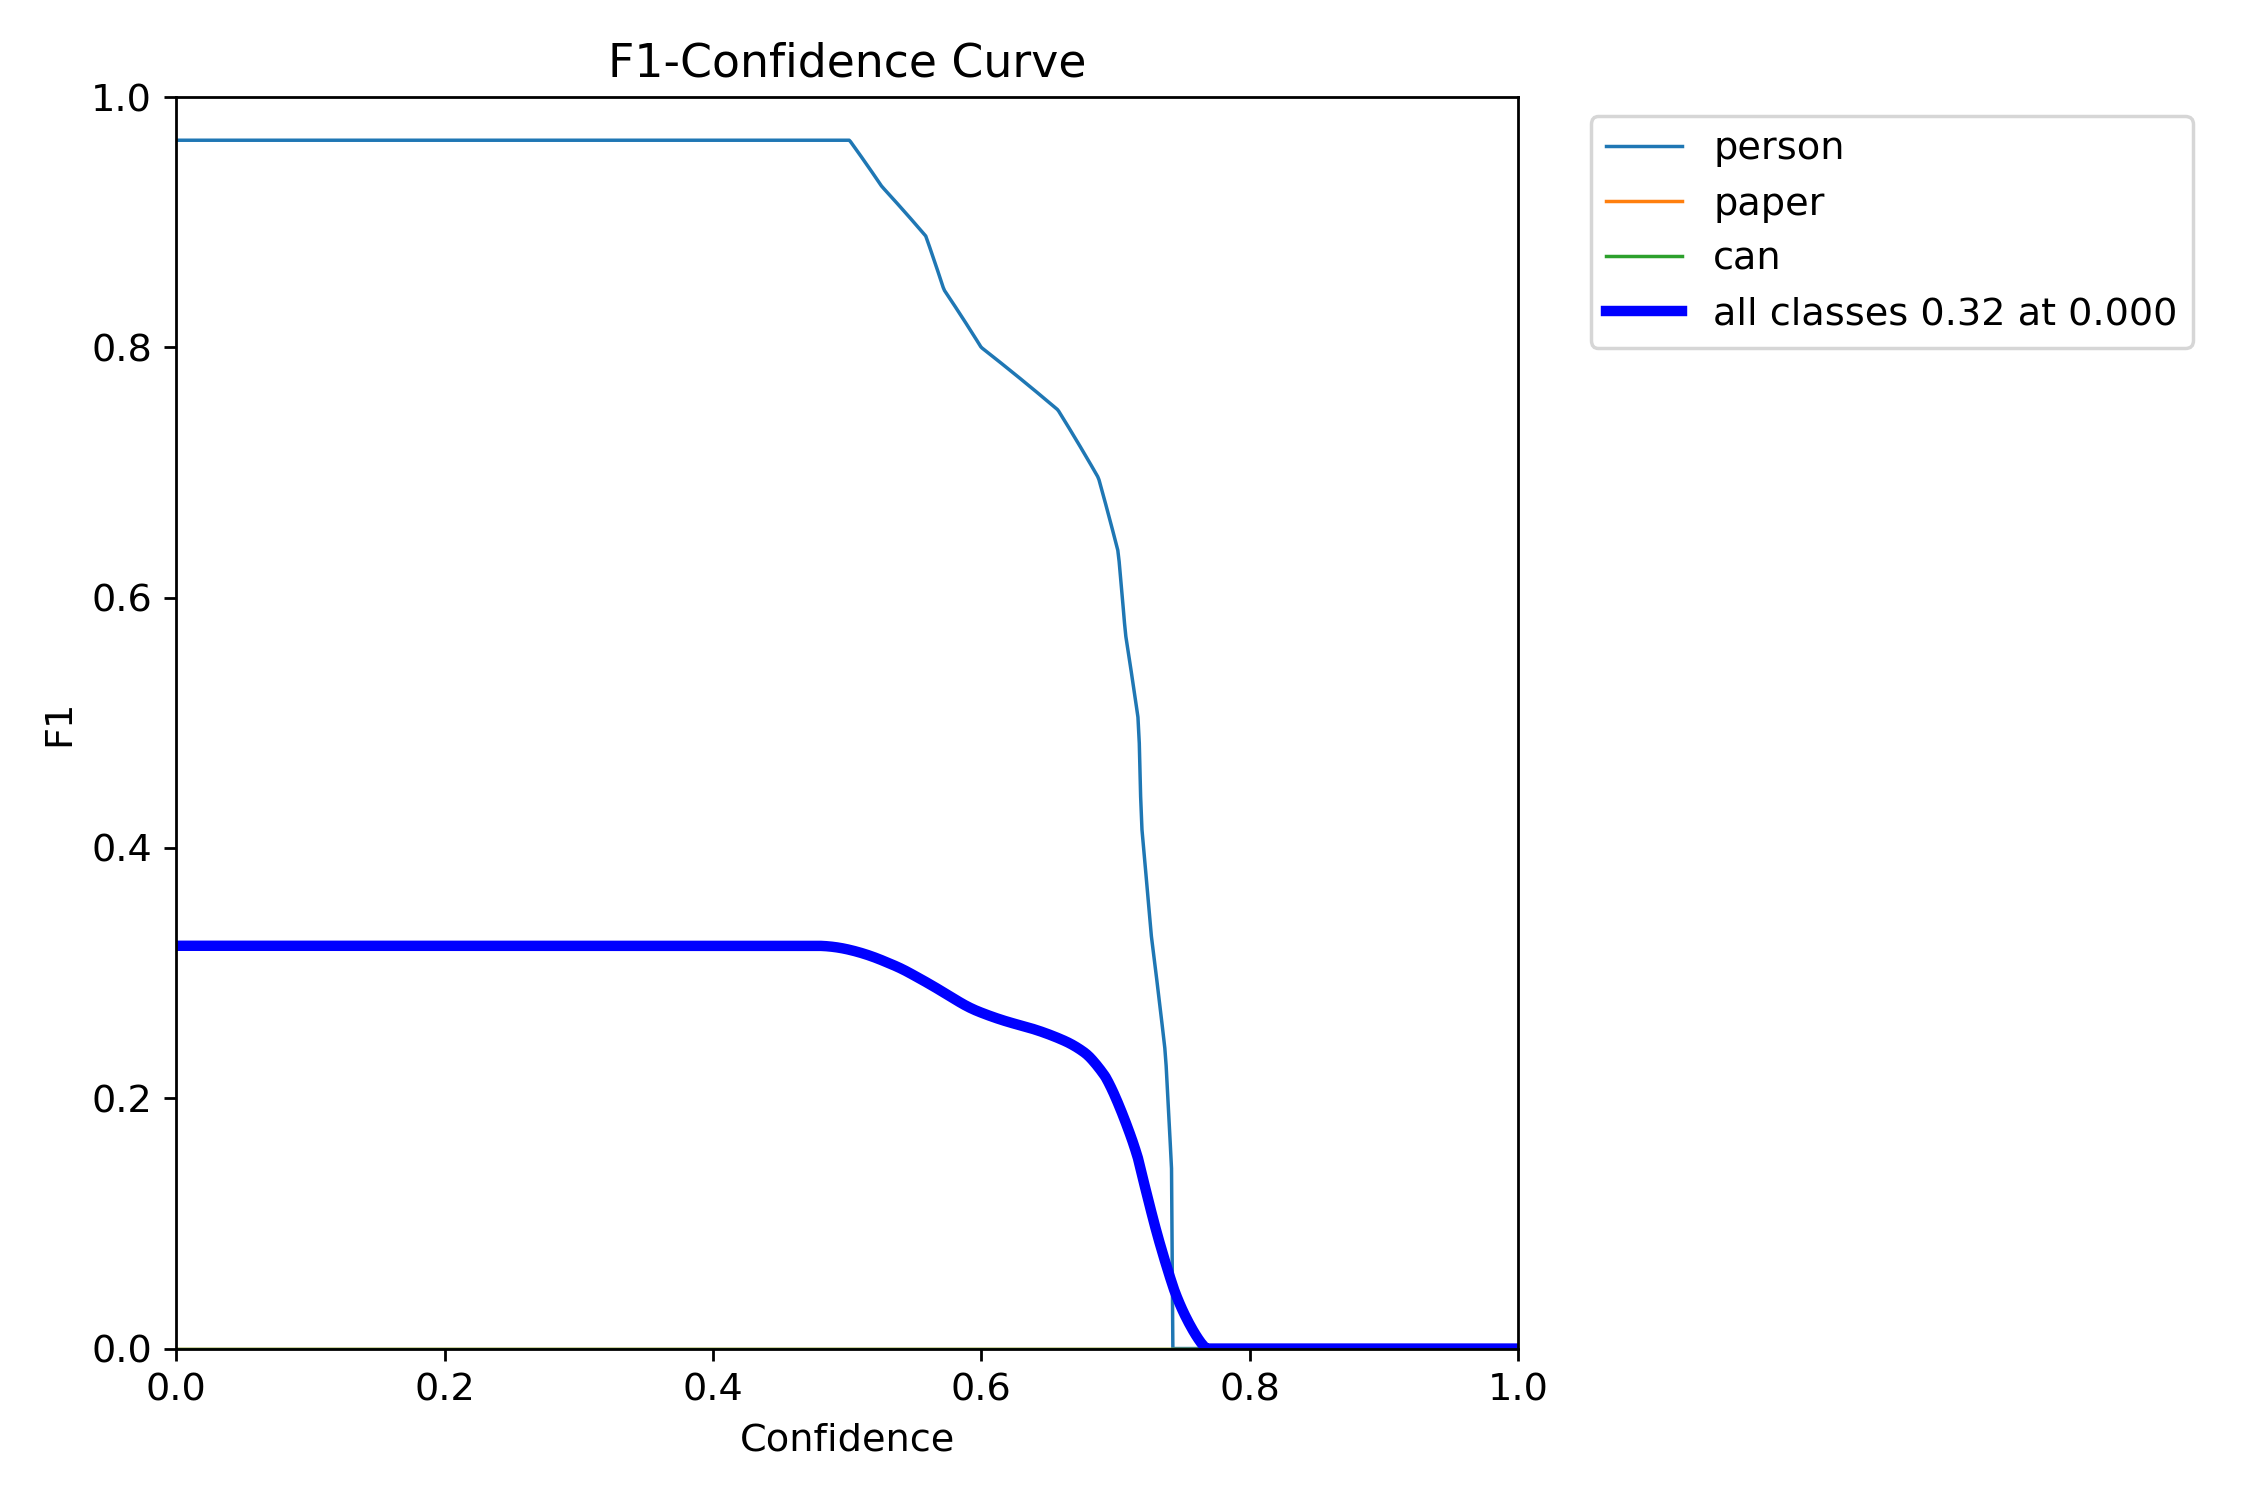 F1-Confidence Curve
1.0
0.8
0.6
0.4
0.2
0.0
F1
0.0 0.2 0.4 0.6 0.8 1.0
Confidence
person
paper
can
all classes 0.32 at 0.000